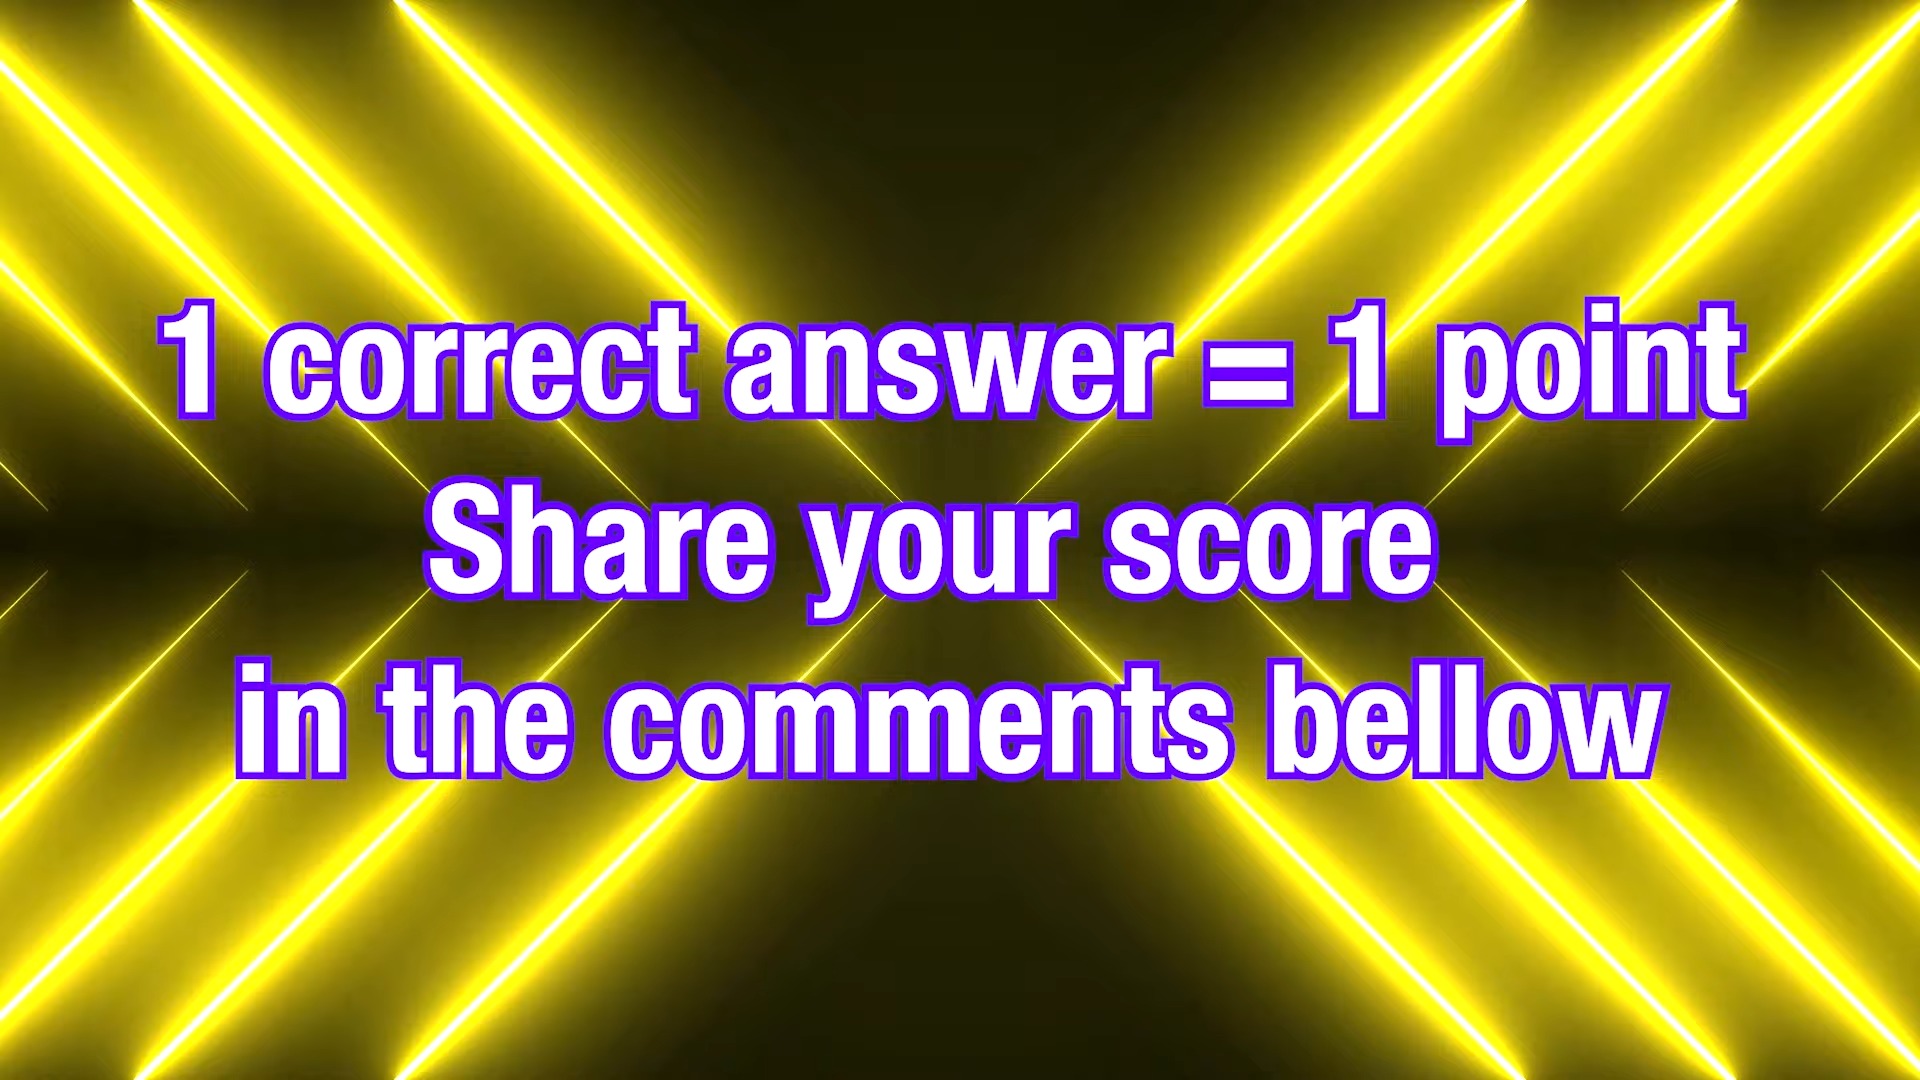 1 correct answer = 1 point
Share your score
in the comments bellow